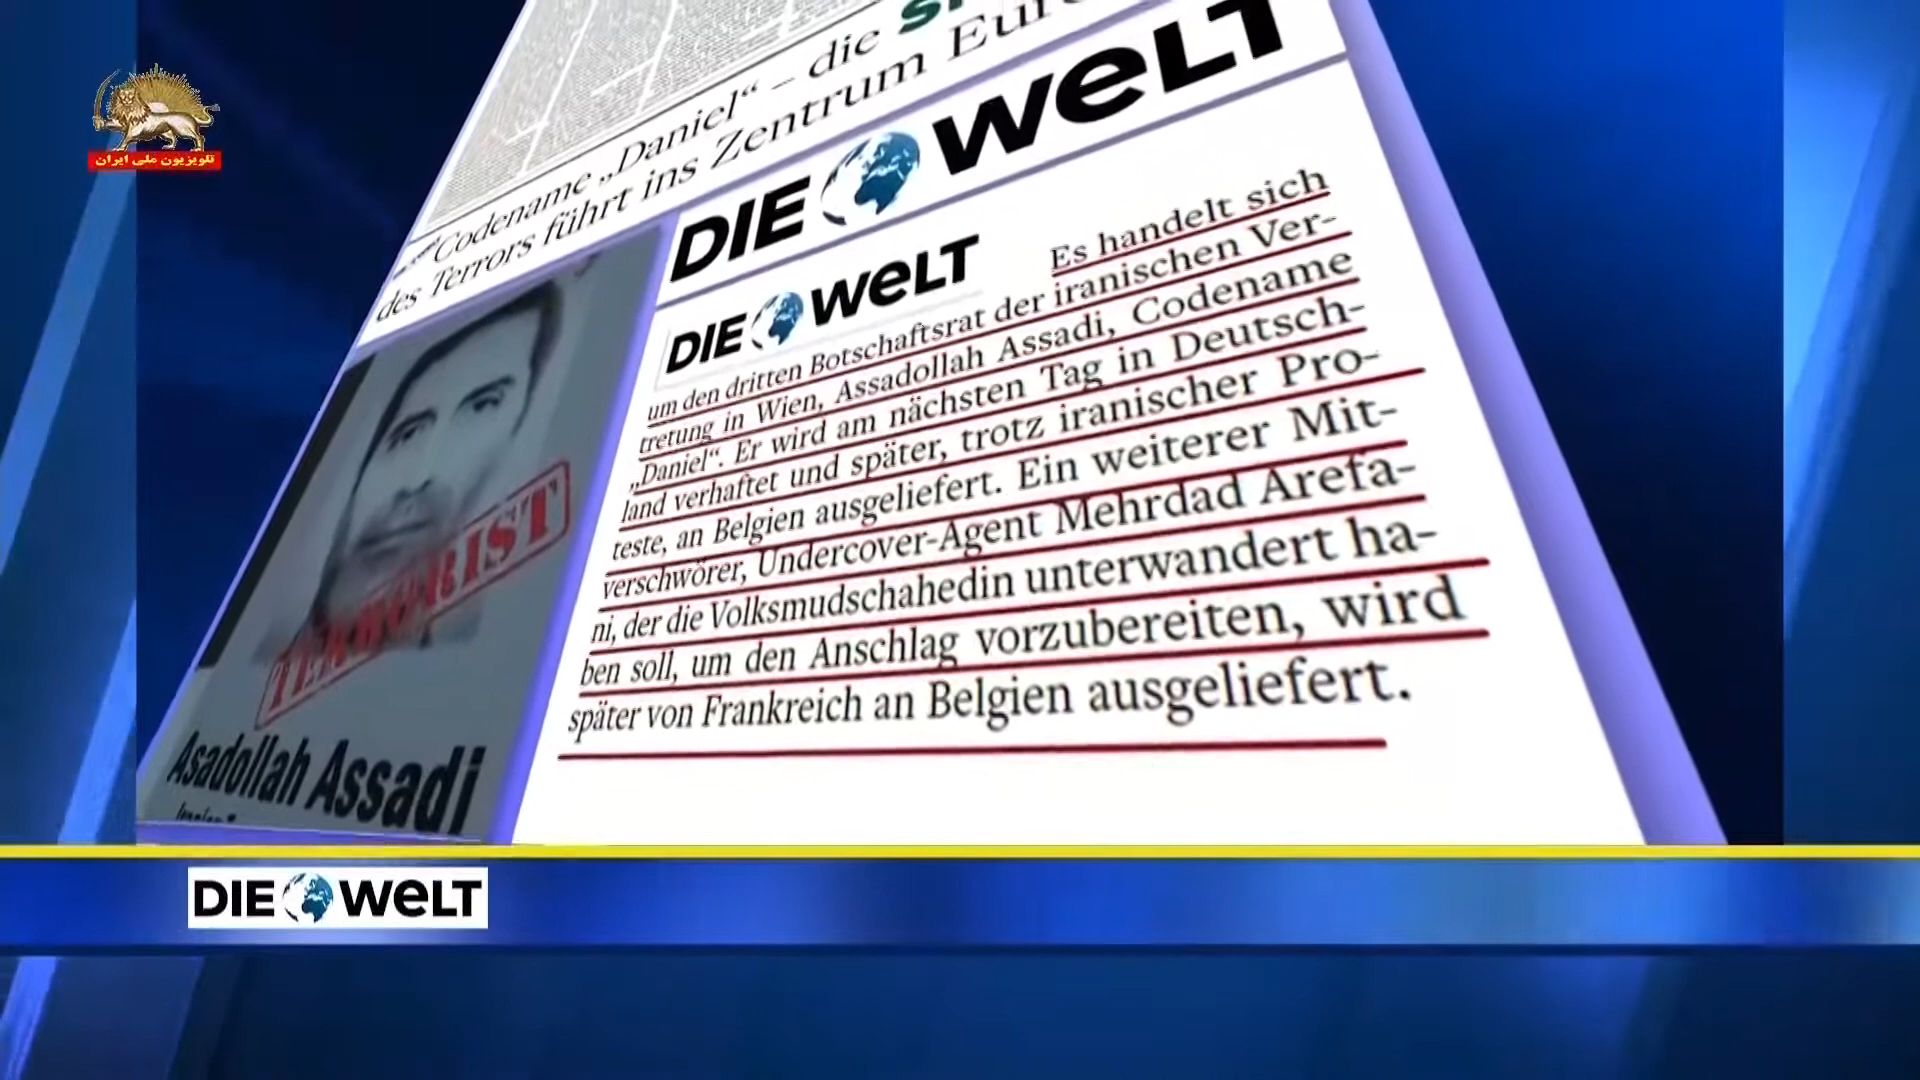 تلویزیون ملی ایران
Codename „Daniel“ – die
des Terrors führt ins Zentrum
DIE WELT
DIE WELT
Es handelt sich
um den dritten Botschaftsrat der iranischen Ver-
tretung in Wien, Assadollah Assadi, Codename
„Daniel“. Er wird am nächsten Tag in Deutsch-
land verhaftet und später, trotz iranischer Pro-
teste, an Belgien ausgeliefert. Ein weiterer Mit-
verschwörer, Undercover-Agent Mehrdad Arefa-
ni, der die Volksmudschahedin unterwandert ha-
ben soll, um den Anschlag vorzubereiten, wird
später von Frankreich an Belgien ausgeliefert.
TERRORIST
Asadollah Assadi
DIE WELT